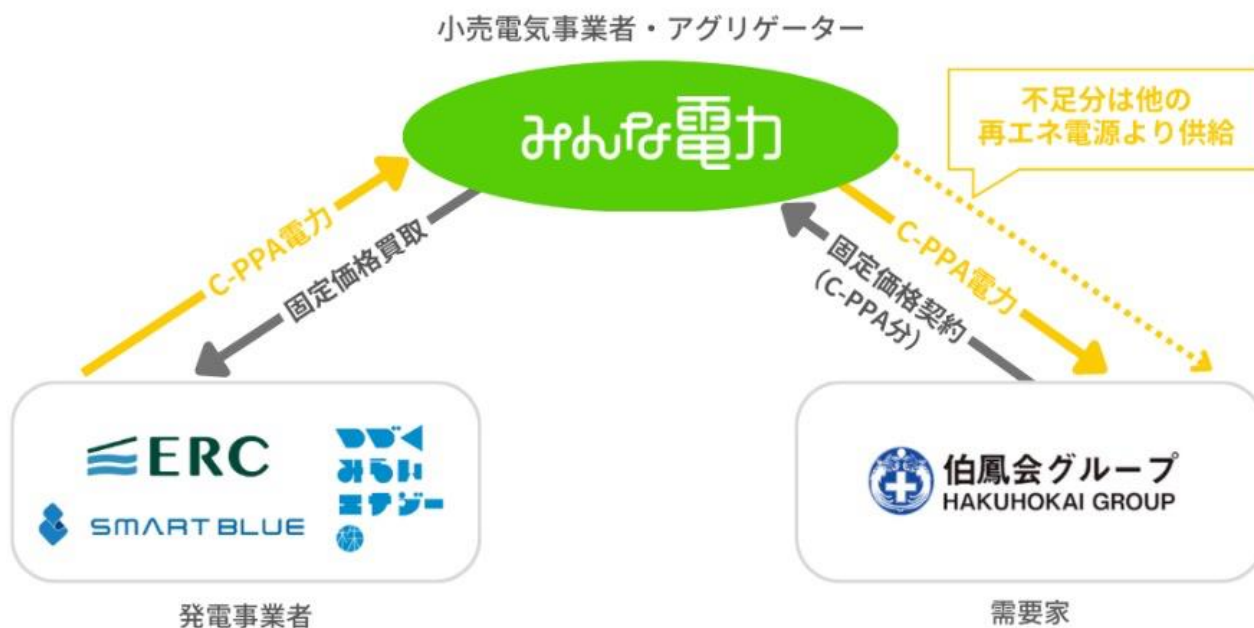 小売電気事業者・アグリゲーター
みんな電力
不足分は他の
再エネ電源より供給
C-PPA電力
固定価格買取
C-PPA電力
固定価格契約
（C-PPA分）
ERC
SMART BLUE
つづく
みらい
エナジー
株
伯鳳会グループ
HAKUHOKAI GROUP
発電事業者
需要家